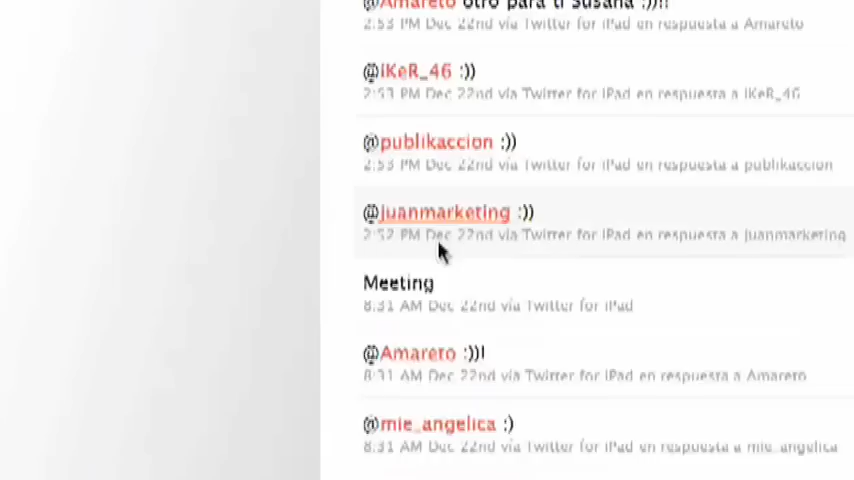 @Amareto otro para ti Susana :))!!
2:53 PM Dec 22nd via Twitter for iPad en respuesta a Amareto
@IKeR_46 :))
2:53 PM Dec 22nd via Twitter for iPad en respuesta a IKeR_46
@publikaccion :))
2:53 PM Dec 22nd via Twitter for iPad en respuesta a publikaccion
@juanmarketing :))
2:52 PM Dec 22nd via Twitter for iPad en respuesta a juanmarketing
Meeting
8:31 AM Dec 22nd via Twitter for iPad
@Amareto :))!
8:31 AM Dec 22nd via Twitter for iPad en respuesta a Amareto
@mie_angelica :)
8:31 AM Dec 22nd via Twitter for iPad en respuesta a mie_angelica